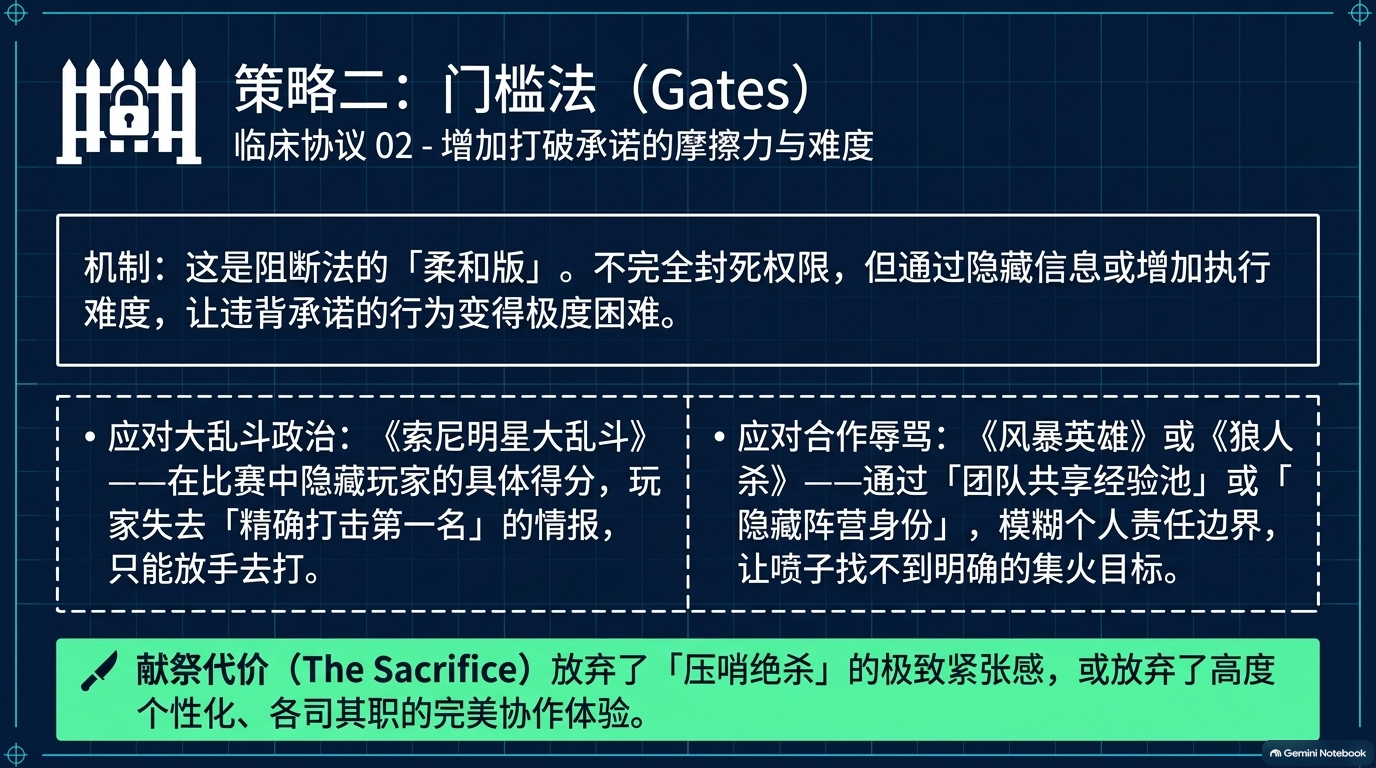 策略二：门槛法（Gates）
临床协议 02 - 增加打破承诺的摩擦力与难度
机制：这是阻断法的「柔和版」。不完全封死权限，但通过隐藏信息或增加执行
难度，让违背承诺的行为变得极度困难。
• 应对大乱斗政治：《索尼明星大乱斗》
——在比赛中隐藏玩家的具体得分，玩
家失去「精确打击第一名」的情报，
只能放手去打。
• 应对合作辱骂：《风暴英雄》或《狼人
杀》——通过「团队共享经验池」或「
隐藏阵营身份」，模糊个人责任边界，
让喷子找不到明确的集火目标。
献祭代价（The Sacrifice）放弃了「压哨绝杀」的极致紧张感，或放弃了高度
个性化、各司其职的完美协作体验。
Gemini Notebook